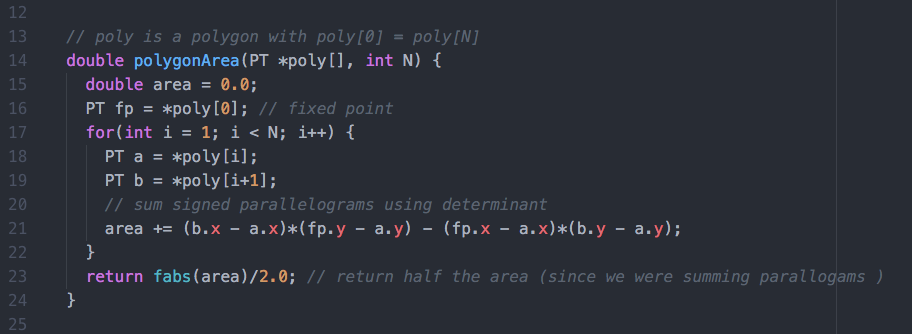 12
13 // poly is a polygon with poly[0] = poly[N]
14 double polygonArea(PT *poly[], int N) {
15 double area = 0.0;
16 PT fp = *poly[0]; // fixed point
17 for(int i = 1; i < N; i++) {
18 PT a = *poly[i];
19 PT b = *poly[i+1];
20 // sum signed parallelograms using determinant
21 area += (b.x - a.x)*(fp.y - a.y) - (fp.x - a.x)*(b.y - a.y);
22 }
23 return fabs(area)/2.0; // return half the area (since we were summing parallogams )
24 }
25